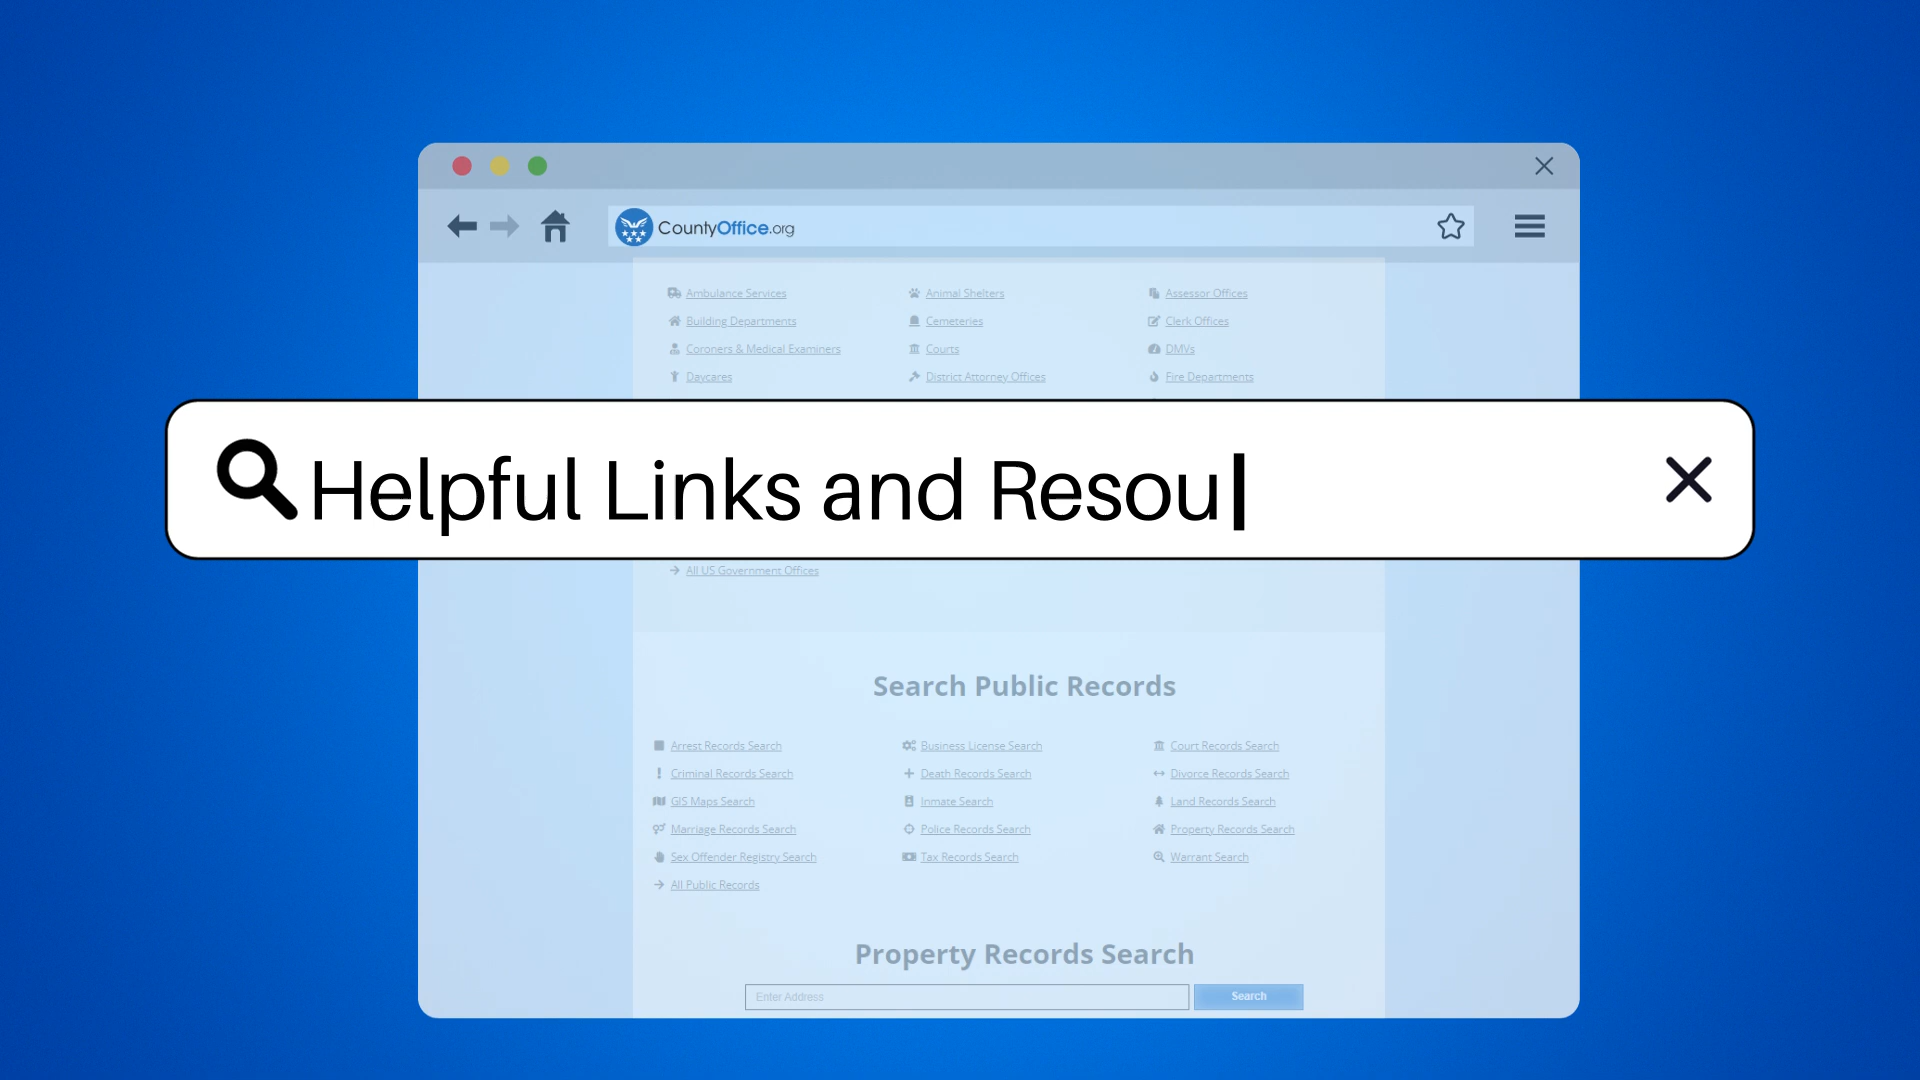 CountyOffice.org
Ambulance Services Animal Shelters Assessor Offices
Building Departments Cemeteries Clerk Offices
Coroners & Medical Examiners Courts DMVs
Daycares District Attorney Offices Fire Departments
Helpful Links and Resou
All US Government Offices
Search Public Records
Arrest Records Search Business License Search Court Records Search
Criminal Records Search Death Records Search Divorce Records Search
GIS Maps Search Inmate Search Land Records Search
Marriage Records Search Police Records Search Property Records Search
Sex Offender Registry Search Tax Records Search Warrant Search
All Public Records
Property Records Search
Enter Address Search